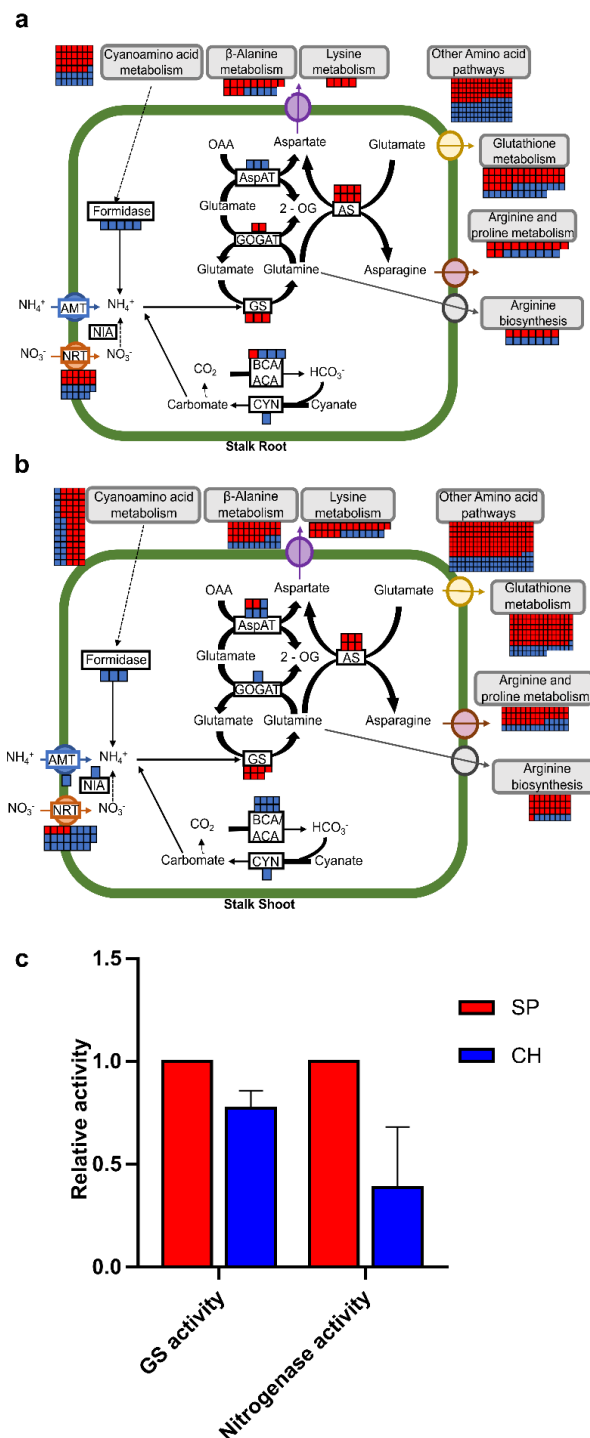 a
Cyanoamino acid
metabolism
β-Alanine
metabolism
Lysine
metabolism
Other Amino acid
pathways
OAA
Aspartate
Glutamate
Glutathione
metabolism
AspAT
Formidase
Glutamate
2 - OG
AS
GOGAT
Arginine and
proline metabolism
Glutamate
Glutamine
Asparagine
NH₄⁺
AMT
NH₄⁺
GS
Arginine
biosynthesis
NIA
NO₃⁻
NRT
NO₃⁻
CO₂
BCA/
ACA
HCO₃⁻
Carbomate
CYN
Cyanate
Stalk Root
b
Cyanoamino acid
metabolism
β-Alanine
metabolism
Lysine
metabolism
Other Amino acid
pathways
OAA
Aspartate
Glutamate
Glutathione
metabolism
AspAT
Formidase
Glutamate
2 - OG
AS
GOGAT
Arginine and
proline metabolism
Glutamate
Glutamine
Asparagine
NH₄⁺
AMT
NH₄⁺
GS
Arginine
biosynthesis
NIA
NO₃⁻
NRT
NO₃⁻
CO₂
BCA/
ACA
HCO₃⁻
Carbomate
CYN
Cyanate
Stalk Shoot
c
1.5
1.0
0.5
0.0
Relative activity
SP
CH
GS activity
Nitrogenase activity